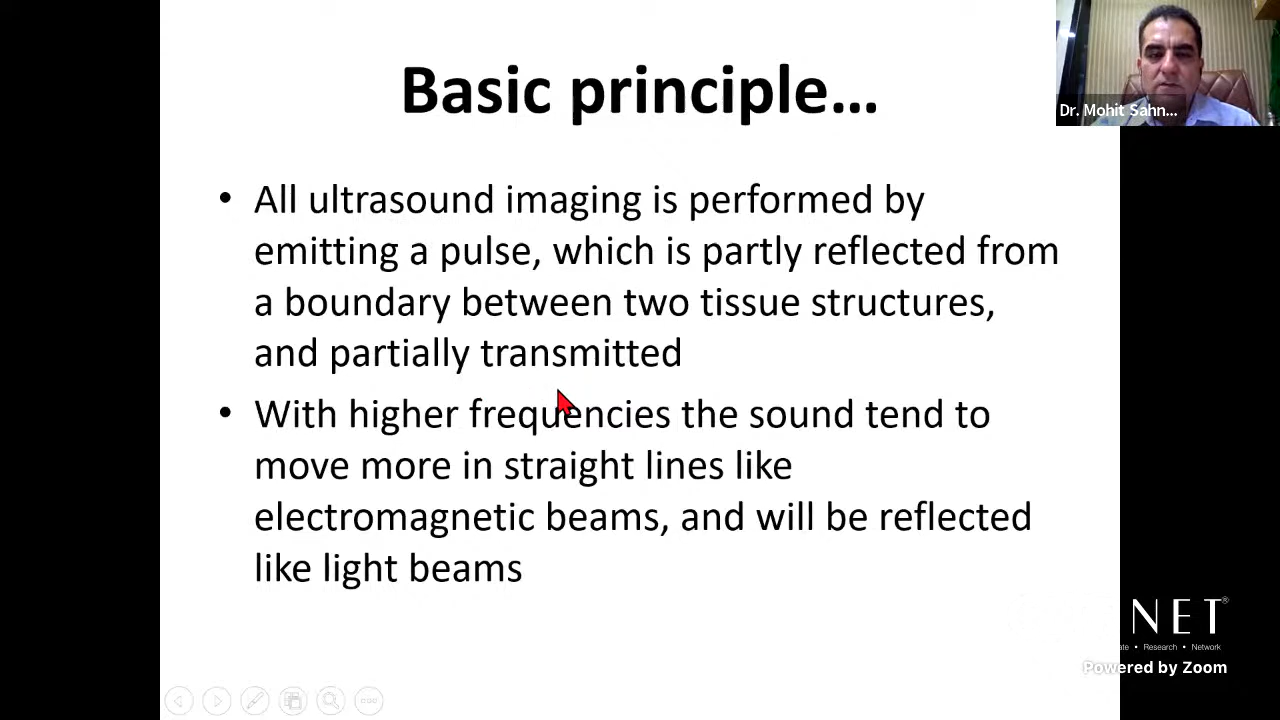 Basic principle...
Dr. Mohit Sahn...
• All ultrasound imaging is performed by
emitting a pulse, which is partly reflected from
a boundary between two tissue structures,
and partially transmitted
• With higher frequencies the sound tend to
move more in straight lines like
electromagnetic beams, and will be reflected
like light beams
NET®
• Research • Network
Powered by Zoom